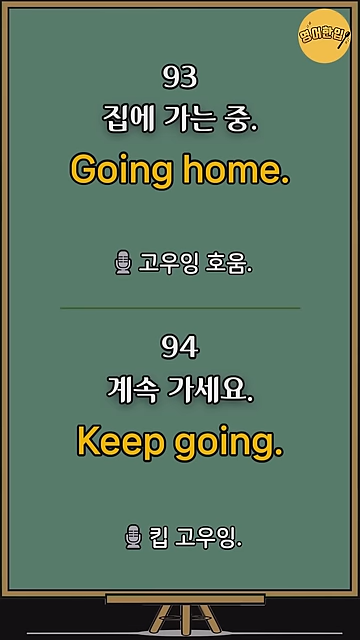 영어한입
93
집에 가는 중.
Going home.
고우잉 호움.
94
계속 가세요.
Keep going.
킵 고우잉.